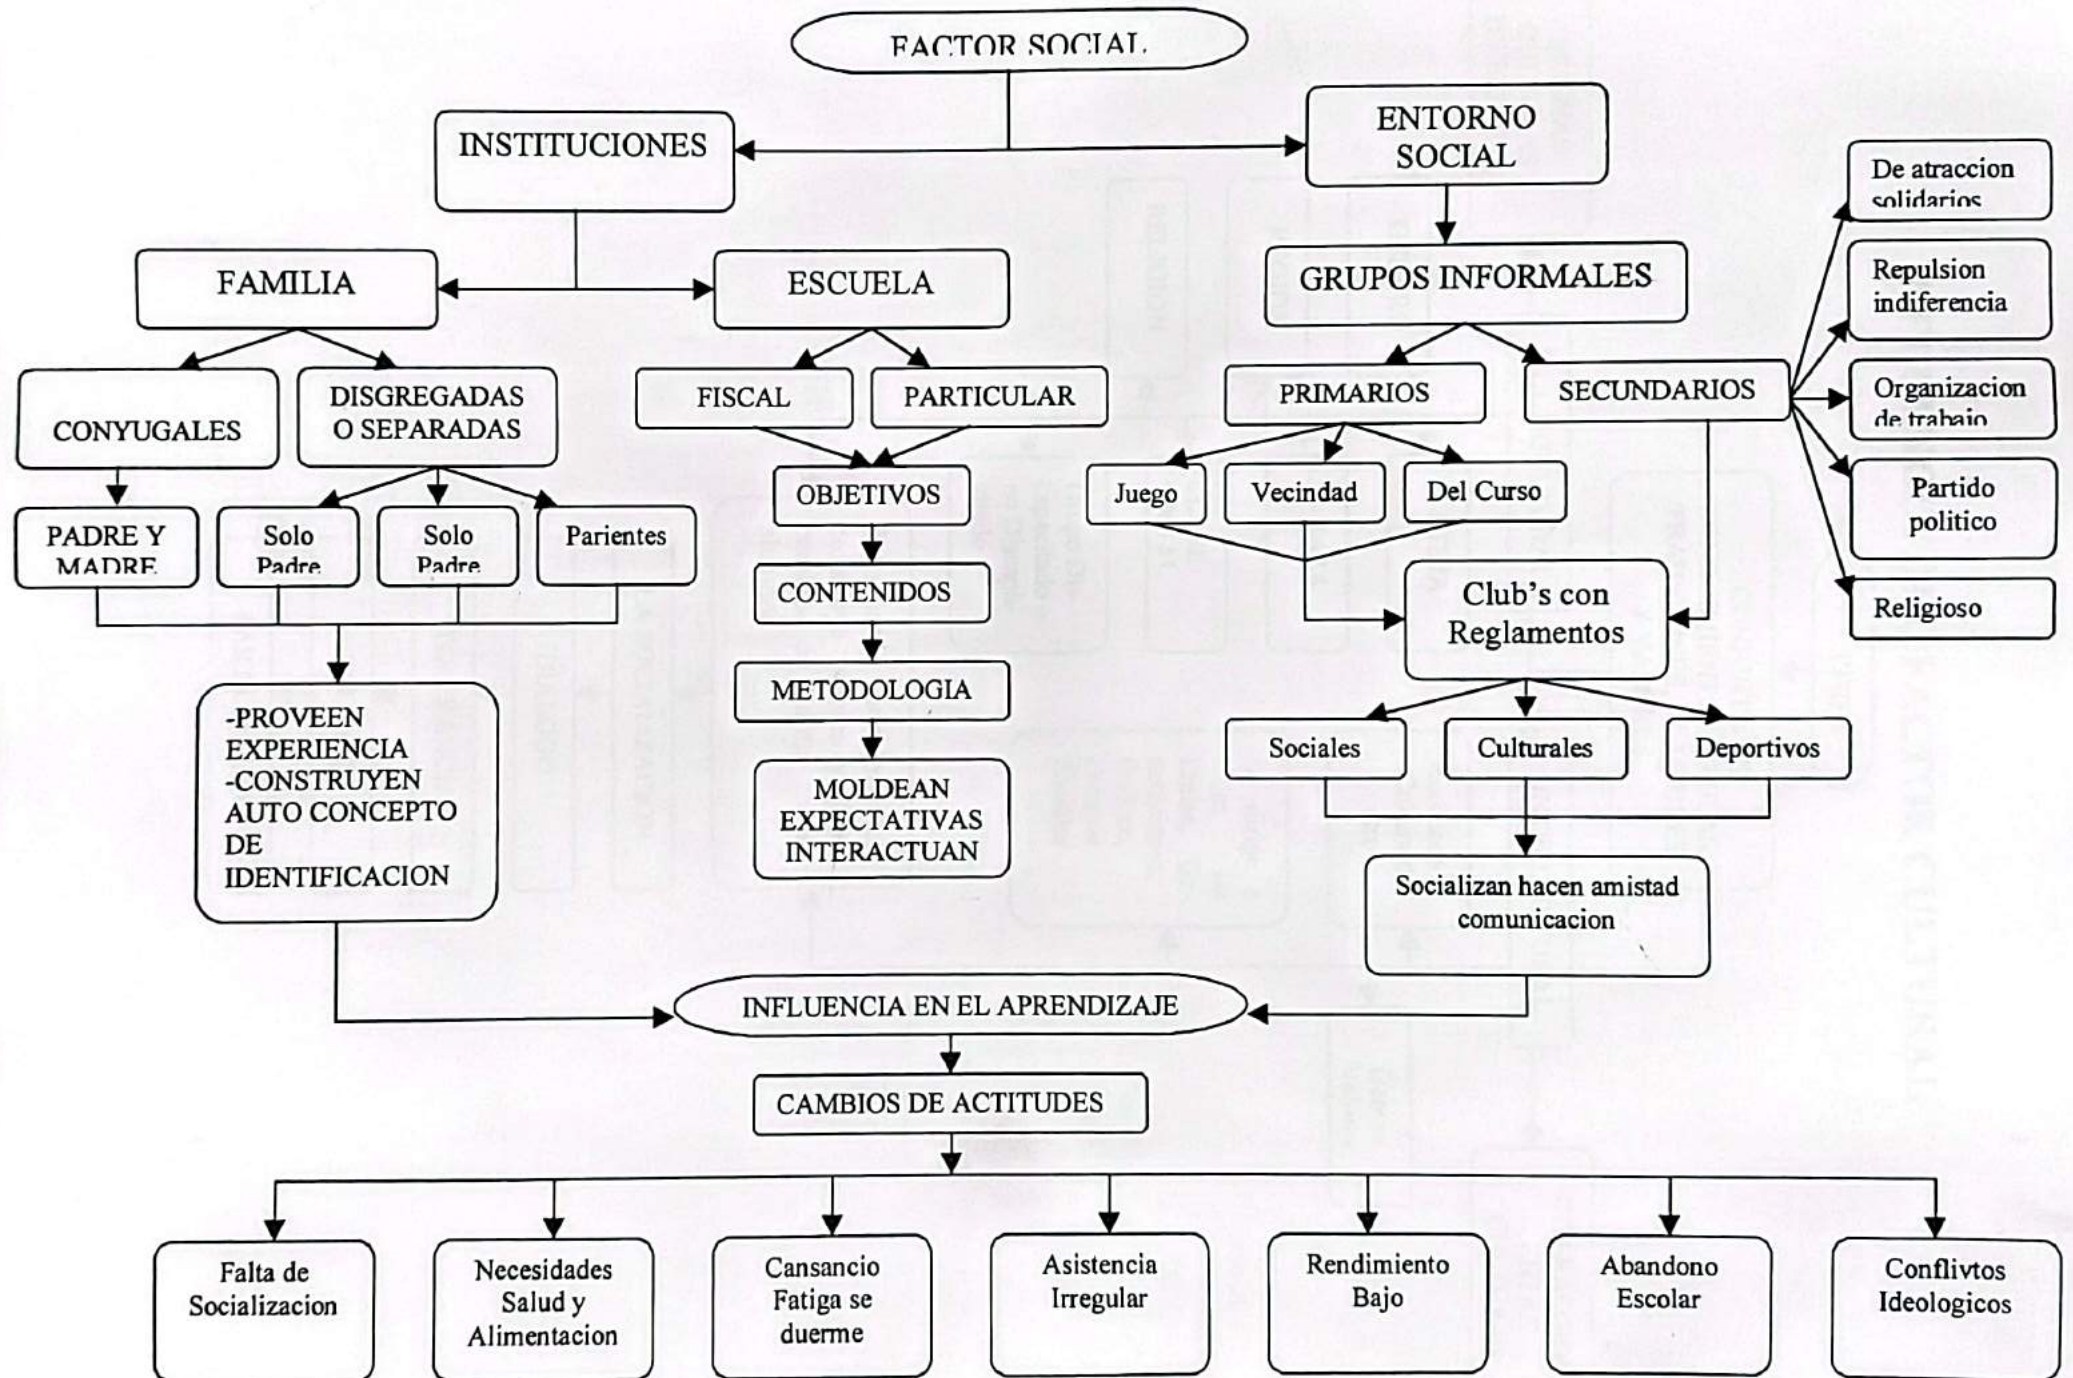 FACTOR SOCIAL
INSTITUCIONES
ENTORNO
SOCIAL
FAMILIA
ESCUELA
GRUPOS INFORMALES
CONYUGALES
DISGREGADAS
O SEPARADAS
FISCAL
PARTICULAR
PRIMARIOS
SECUNDARIOS
De atraccion
solidarios
Repulsion
indiferencia
Organizacion
de trabajo
Partido
politico
Religioso
PADRE Y
MADRE
Solo
Padre
Solo
Padre
Parientes
OBJETIVOS
Juego
Vecindad
Del Curso
CONTENIDOS
Club's con
Reglamentos
METODOLOGIA
-PROVEEN
EXPERIENCIA
-CONSTRUYEN
AUTO CONCEPTO
DE
IDENTIFICACION
MOLDEAN
EXPECTATIVAS
INTERACTUAN
Sociales
Culturales
Deportivos
Socializan hacen amistad
comunicacion
INFLUENCIA EN EL APRENDIZAJE
CAMBIOS DE ACTITUDES
Falta de
Socializacion
Necesidades
Salud y
Alimentacion
Cansancio
Fatiga se
duerme
Asistencia
Irregular
Rendimiento
Bajo
Abandono
Escolar
Conflivtos
Ideologicos